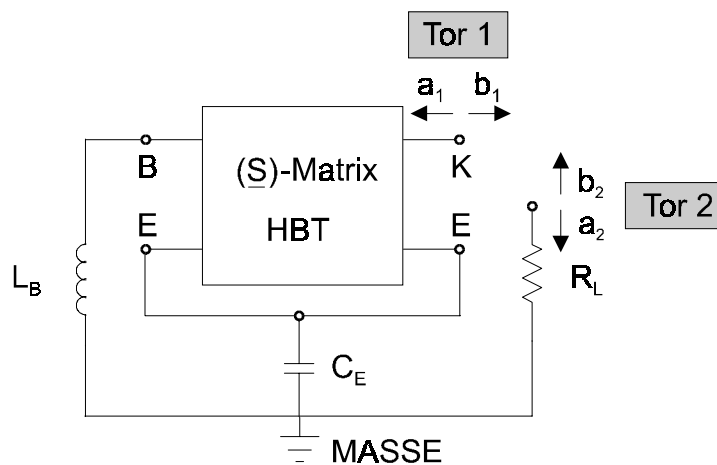 Tor 1
a1 b1
B
(S)-Matrix
K
b2
Tor 2
E
HBT
E
a2
LB
RL
CE
MASSE